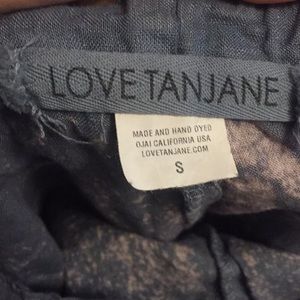 LOVE TANJANE
MADE AND HAND DYED
OJAI CALIFORNIA USA
LOVETANJANE.COM
S